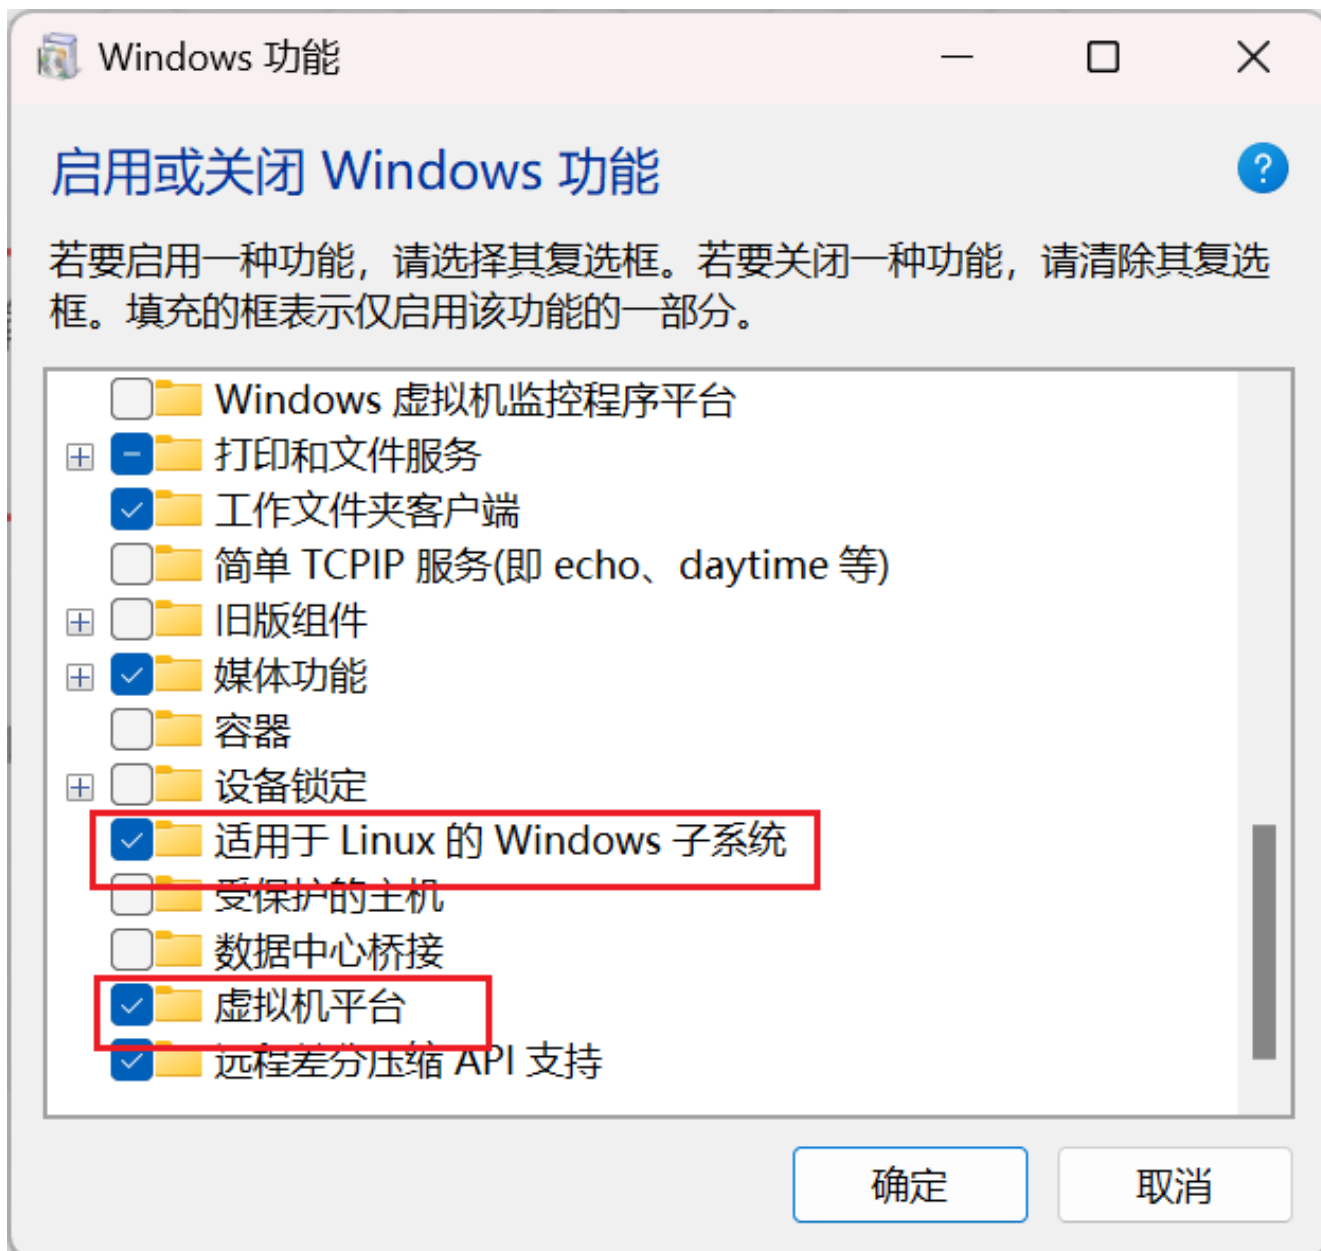 Windows 功能
启用或关闭 Windows 功能
若要启用一种功能，请选择其复选框。若要关闭一种功能，请清除其复选
框。填充的框表示仅启用该功能的一部分。
Windows 虚拟机监控程序平台
打印和文件服务
工作文件夹客户端
简单 TCPIP 服务(即 echo、daytime 等)
旧版组件
媒体功能
容器
设备锁定
适用于 Linux 的 Windows 子系统
受保护的主机
数据中心桥接
虚拟机平台
远程差分压缩 API 支持
确定
取消